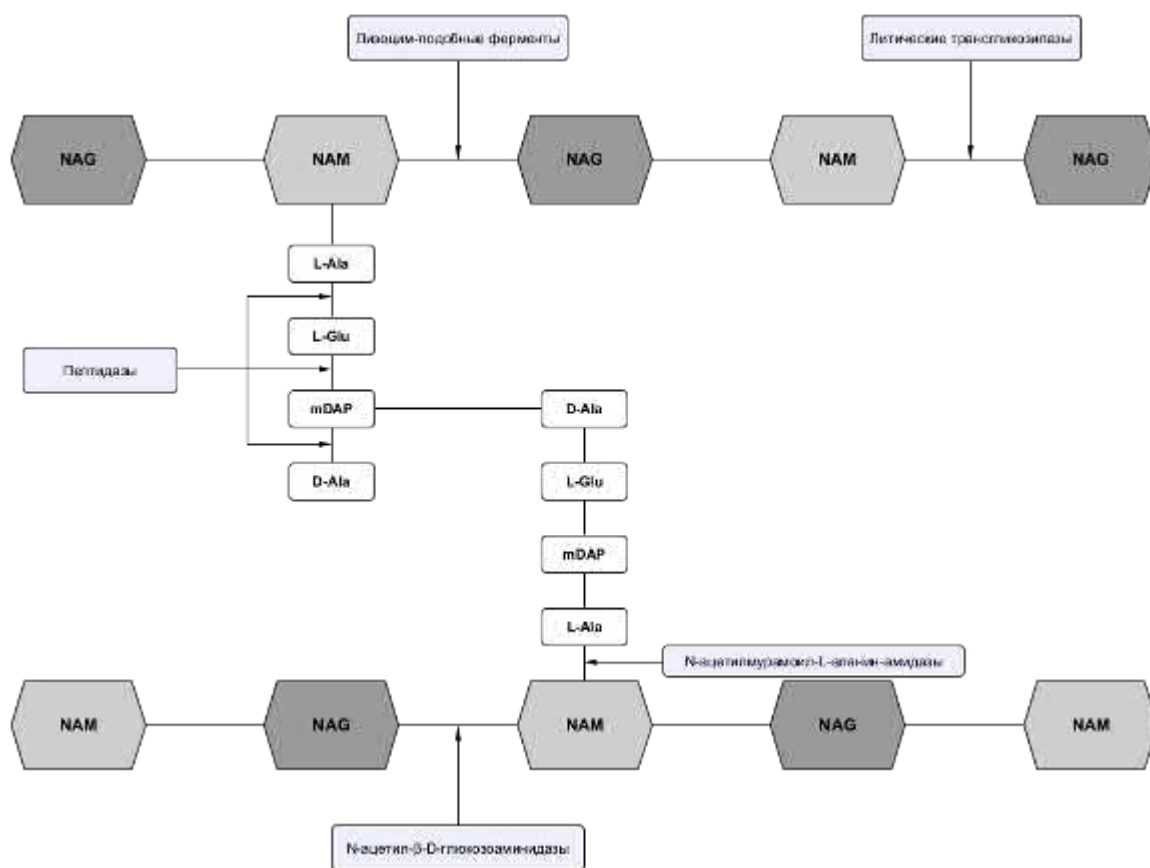 Лизоцим-подобные ферменты
Литические трансгликозилазы
NAG
NAM
NAG
NAM
NAG
L-Ala
L-Glu
Пептидазы
mDAP
D-Ala
D-Ala
L-Glu
mDAP
L-Ala
N-ацетилмурамоил-L-аланин-амидазы
NAM
NAG
NAM
NAG
NAM
N-ацетил-β-D-глюкозоаминидазы